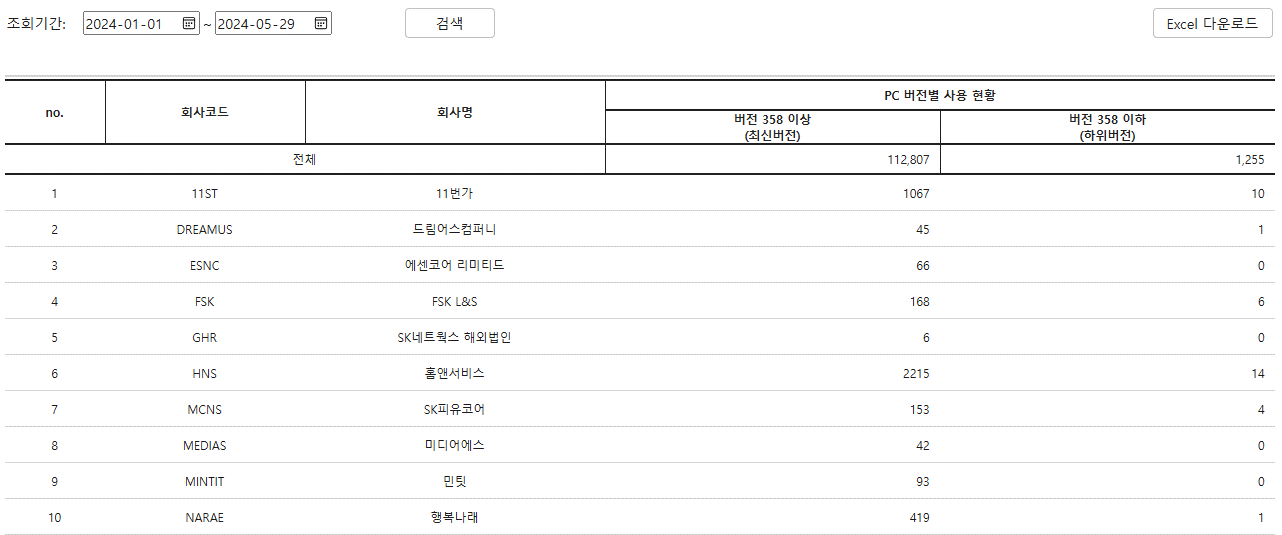 조회기간: 2024-01-01 ~ 2024-05-29 검색 Excel 다운로드
no. 회사코드 회사명 PC 버전별 사용 현황
버전 358 이상 버전 358 이하
(최신버전) (하위버전)
전체 112,807 1,255
1 11ST 11번가 1067 10
2 DREAMUS 드림어스컴퍼니 45 1
3 ESNC 에센코어 리미티드 66 0
4 FSK FSK L&S 168 6
5 GHR SK네트웍스 해외법인 6 0
6 HNS 홈앤서비스 2215 14
7 MCNS SK피유코어 153 4
8 MEDIAS 미디어에스 42 0
9 MINTIT 민팃 93 0
10 NARAE 행복나래 419 1